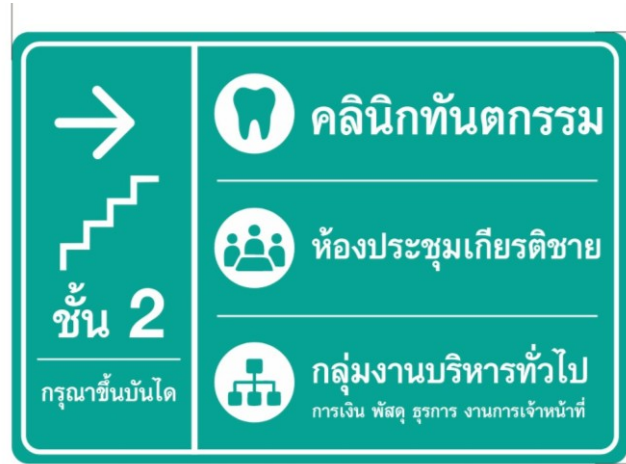 ชั้น 2
กรุณาขึ้นบันได
คลินิกทันตกรรม
ห้องประชุมเกียรติชาย
กลุ่มงานบริหารทั่วไป
การเงิน พัสดุ ธุรการ งานการเจ้าหน้าที่